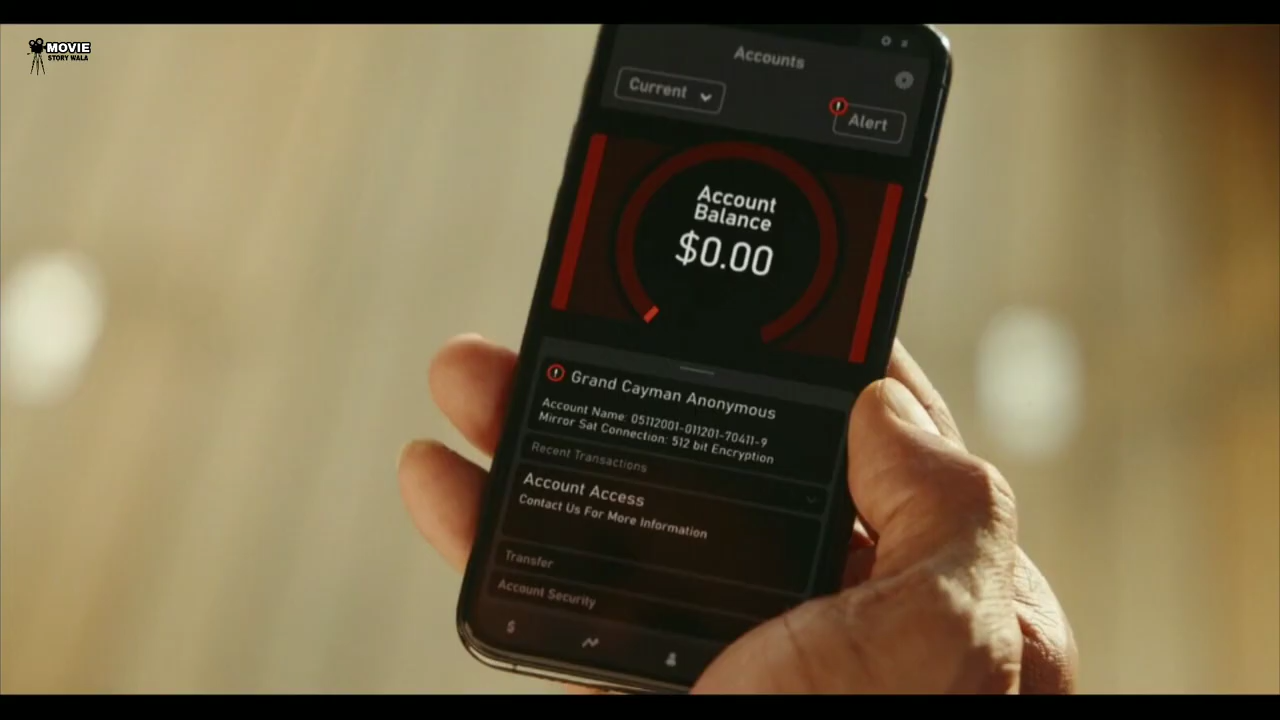 MOVIE
STORY WALA
Accounts
Current
Alert
Account
Balance
$0.00
Grand Cayman Anonymous
Account Name: 05112001-011201-70411-9
Mirror Sat Connection: 512 bit Encryption
Recent Transactions
Account Access
Contact Us For More Information
Transfer
Account Security
$